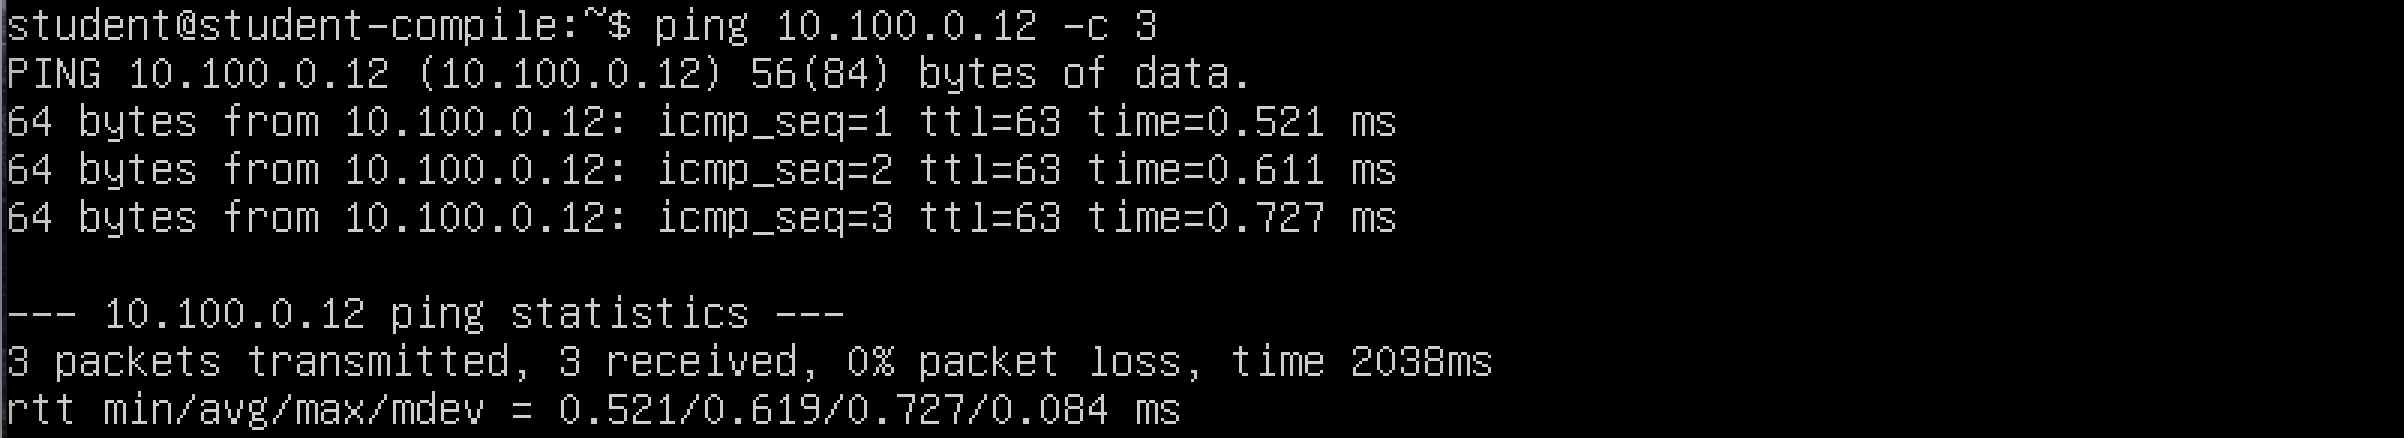 student@student-compile:~$ ping 10.100.0.12 -c 3
PING 10.100.0.12 (10.100.0.12) 56(84) bytes of data.
64 bytes from 10.100.0.12: icmp_seq=1 ttl=63 time=0.521 ms
64 bytes from 10.100.0.12: icmp_seq=2 ttl=63 time=0.611 ms
64 bytes from 10.100.0.12: icmp_seq=3 ttl=63 time=0.727 ms

--- 10.100.0.12 ping statistics ---
3 packets transmitted, 3 received, 0% packet loss, time 2038ms
rtt min/avg/max/mdev = 0.521/0.619/0.727/0.084 ms